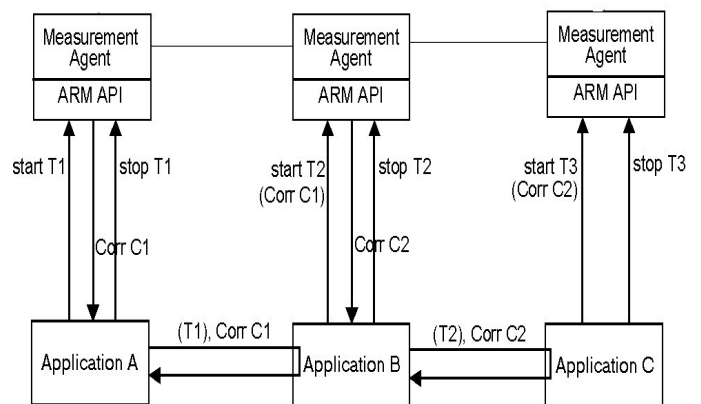 Measurement
Agent
ARM API
Measurement
Agent
ARM API
Measurement
Agent
ARM API
start T1
stop T1
Corr C1
start T2
(Corr C1)
stop T2
Corr C2
start T3
(Corr C2)
stop T3
(T1), Corr C1
(T2), Corr C2
Application A
Application B
Application C